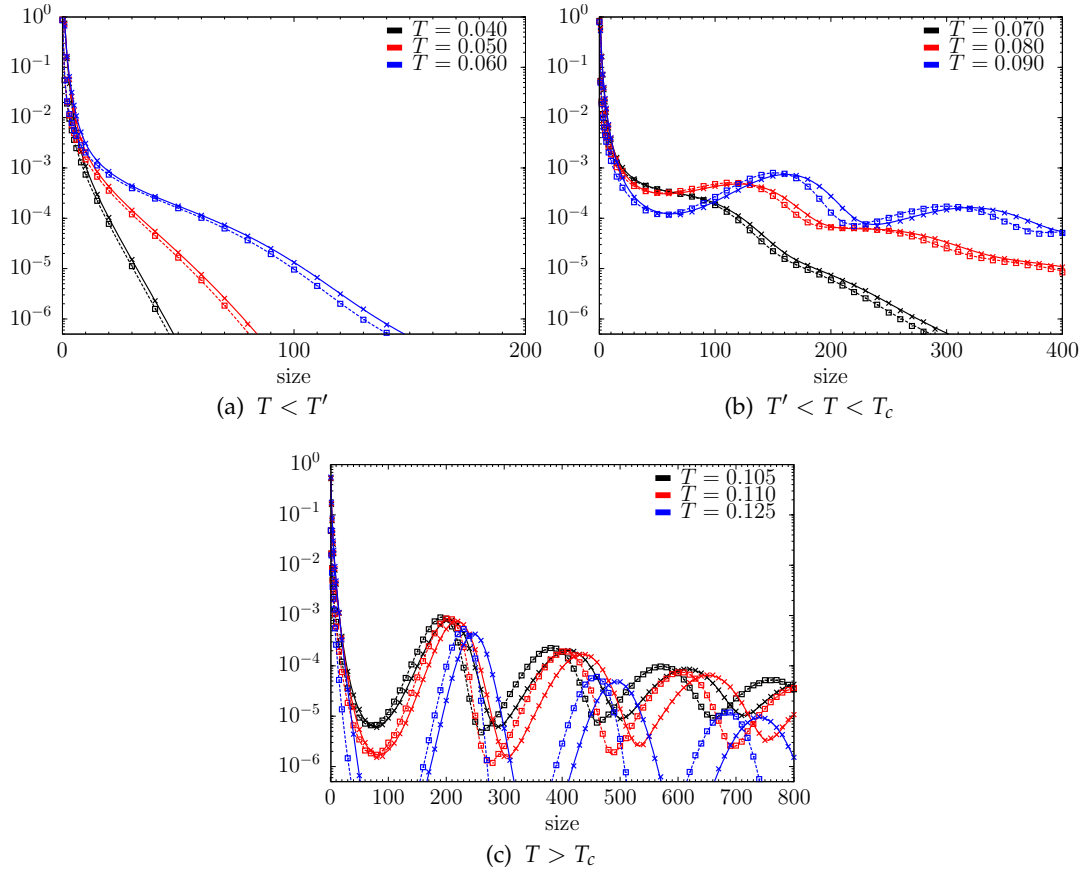 10^0
10^-1
10^-2
10^-3
10^-4
10^-5
10^-6
T = 0.040
T = 0.050
T = 0.060
0 100 200
size
(a) T < T′
10^0
10^-1
10^-2
10^-3
10^-4
10^-5
10^-6
T = 0.070
T = 0.080
T = 0.090
0 100 200 300 400
size
(b) T′ < T < T_c
10^0
10^-1
10^-2
10^-3
10^-4
10^-5
10^-6
T = 0.105
T = 0.110
T = 0.125
0 100 200 300 400 500 600 700 800
size
(c) T > T_c